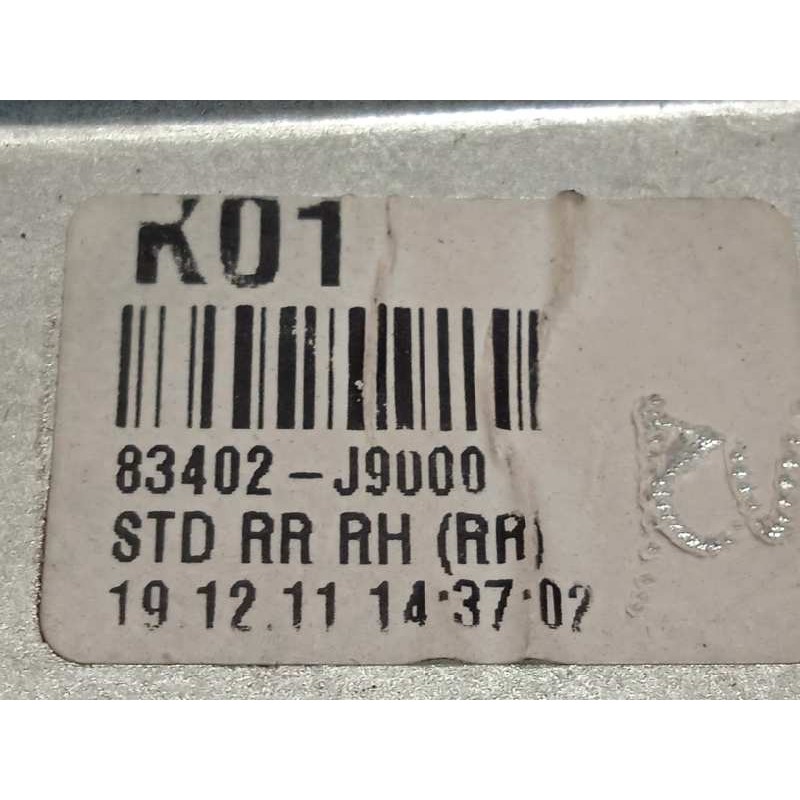 K01
83402-J9000
STD RR RH (RR)
19.12.11 14:37:02